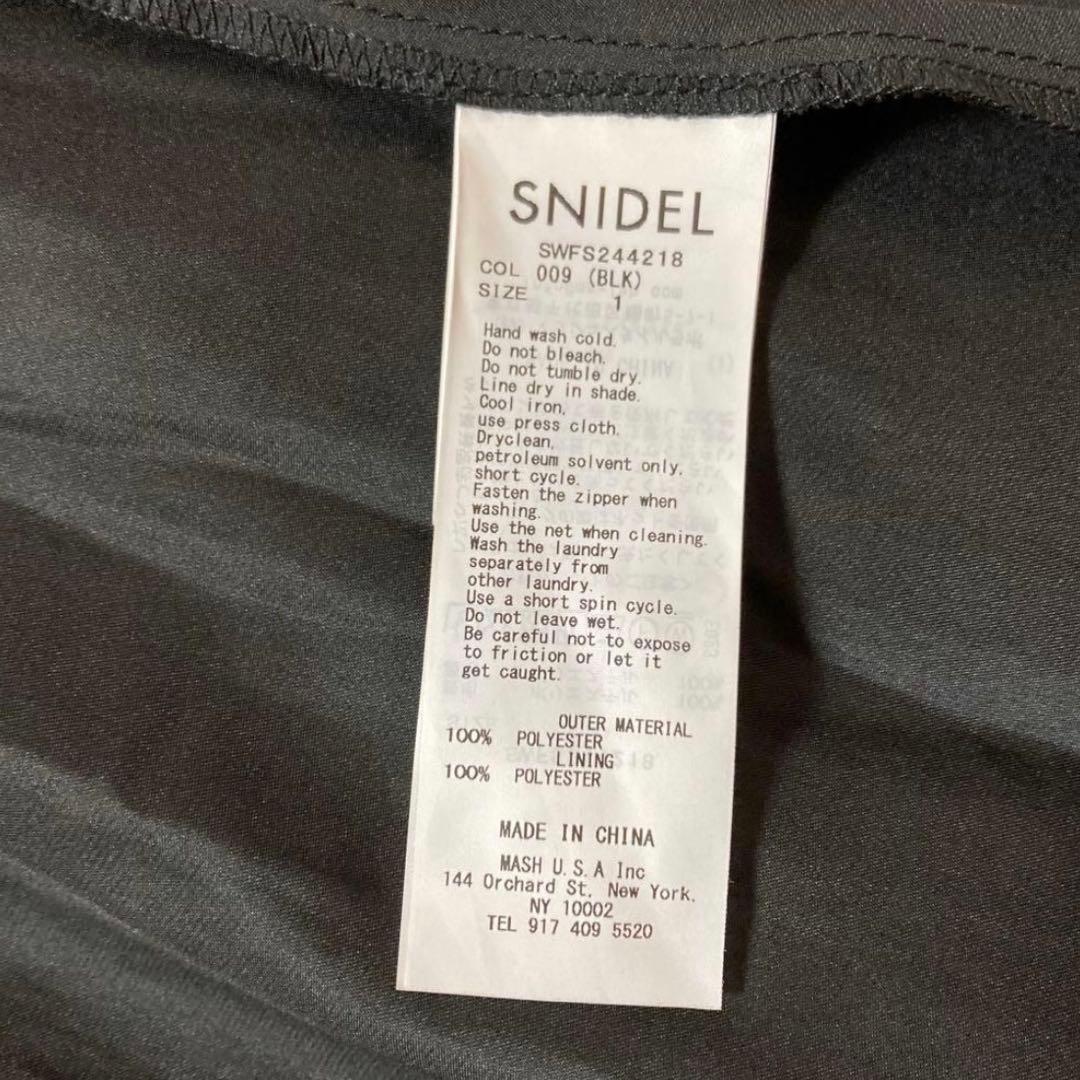 SNIDEL
SWFS244218
COL 009 (BLK)
SIZE 1
Hand wash cold.
Do not bleach.
Do not tumble dry.
Line dry in shade.
Cool iron,
use press cloth.
Dryclean,
petroleum solvent only,
short cycle.
Fasten the zipper when
washing.
Use the net when cleaning.
Wash the laundry
separately from
other laundry.
Use a short spin cycle.
Do not leave wet.
Be careful not to expose
to friction or let it
get caught.
OUTER MATERIAL
100% POLYESTER
LINING
100% POLYESTER
MADE IN CHINA
MASH U.S.A Inc
144 Orchard St, New York,
NY 10002
TEL 917 409 5520